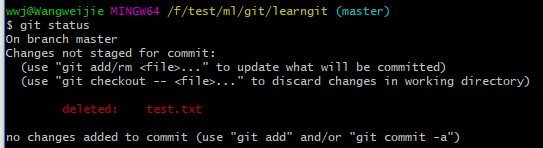 wwj@Wangweijie MINGW64 /f/test/ml/git/learngit (master)
$ git status
On branch master
Changes not staged for commit:
  (use "git add/rm <file>..." to update what will be committed)
  (use "git checkout -- <file>..." to discard changes in working directory)
        deleted:    test.txt
no changes added to commit (use "git add" and/or "git commit -a")